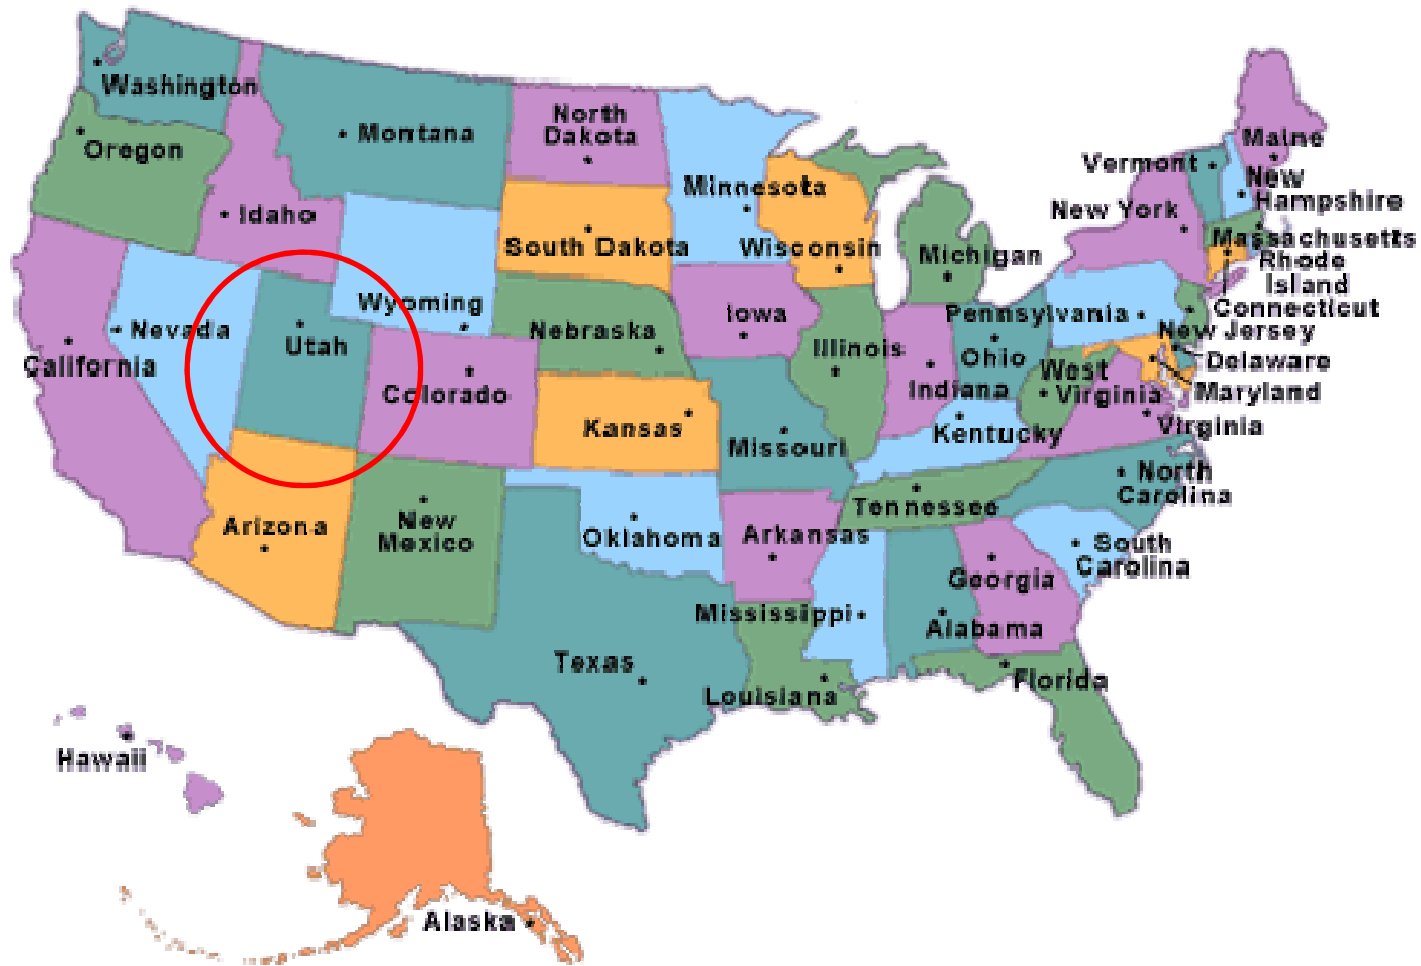 Washington
Montana
North
Dakota
Minnesota
Maine
Vermont
New
Hampshire
Oregon
Idaho
South Dakota
Wisconsin
Michigan
New York
Massachusetts
Rhode
Island
Connecticut
Wyoming
Nebraska
Iowa
Pennsylvania
New Jersey
Nevada
Utah
Illinois
Indiana
Ohio
West
Virginia
Delaware
Maryland
Virginia
California
Colorado
Kansas
Missouri
Kentucky
North
Carolina
Arizona
New
Mexico
Oklahoma
Arkansas
Tennessee
South
Carolina
Georgia
Mississippi
Alabama
Texas
Louisiana
Florida
Hawaii
Alaska